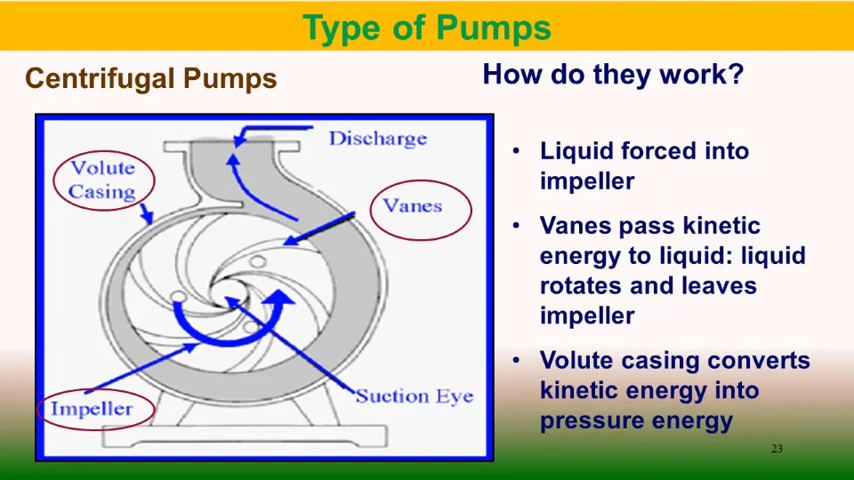 Type of Pumps
Centrifugal Pumps
How do they work?
Discharge
Volute
Casing
Vanes
Suction Eye
Impeller
• Liquid forced into
impeller
• Vanes pass kinetic
energy to liquid: liquid
rotates and leaves
impeller
• Volute casing converts
kinetic energy into
pressure energy
23